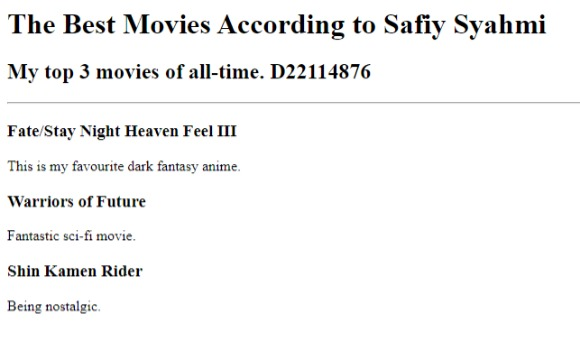 The Best Movies According to Safiy Syahmi
My top 3 movies of all-time. D22114876
Fate/Stay Night Heaven Feel III
This is my favourite dark fantasy anime.
Warriors of Future
Fantastic sci-fi movie.
Shin Kamen Rider
Being nostalgic.